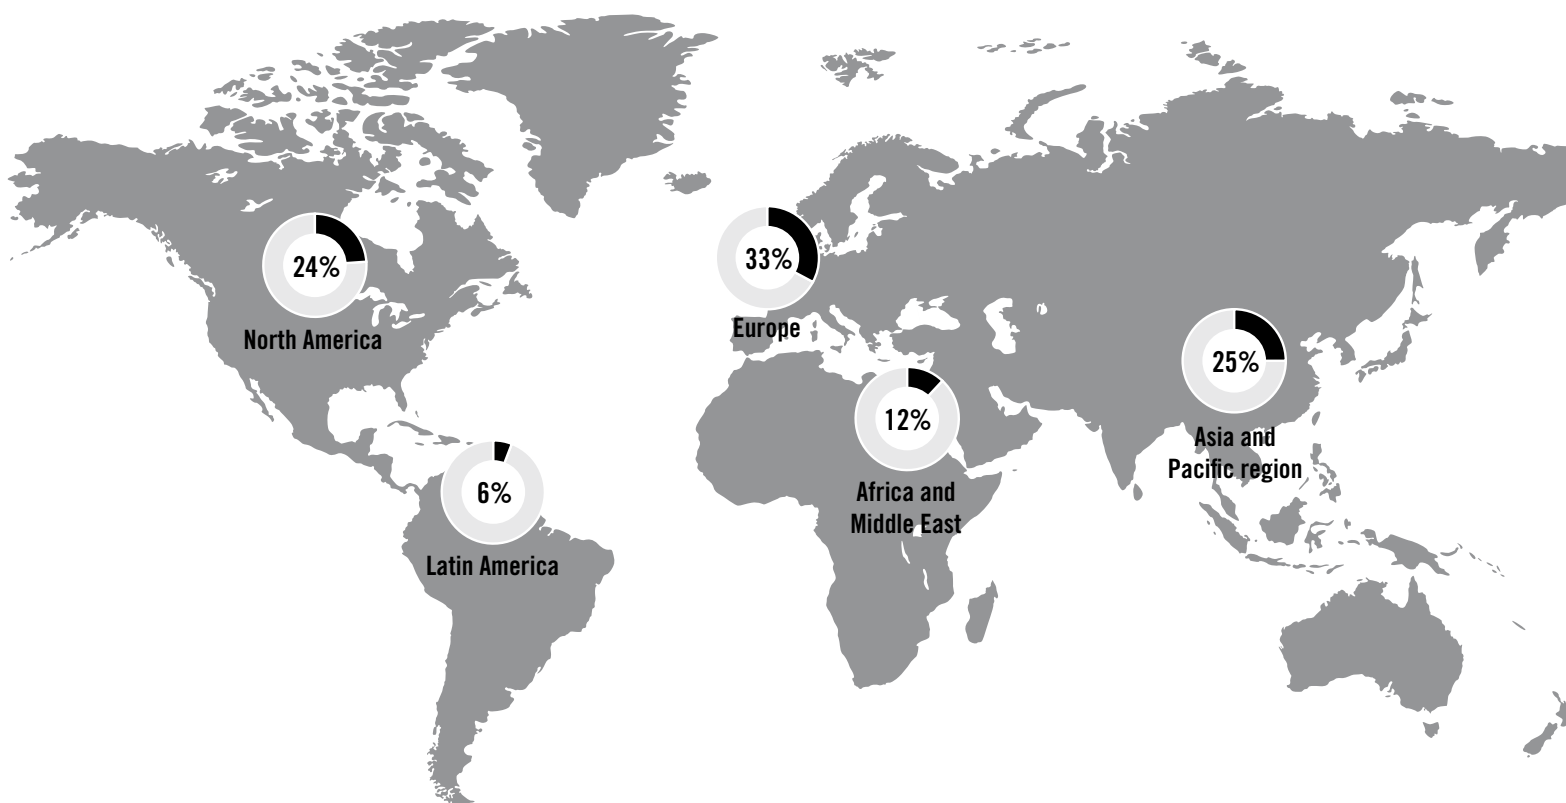 24%
North America
33%
Europe
25%
Asia and
Pacific region
12%
Africa and
Middle East
6%
Latin America